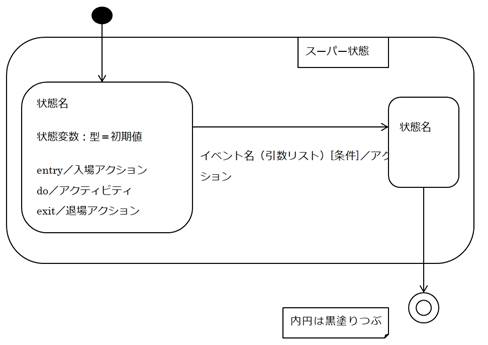 スーパー状態
状態名
状態変数：型＝初期値
entry／入場アクション
do／アクティビティ
exit／退場アクション
イベント名（引数リスト）[条件]／アク
ション
状態名
内円は黒塗りつぶ